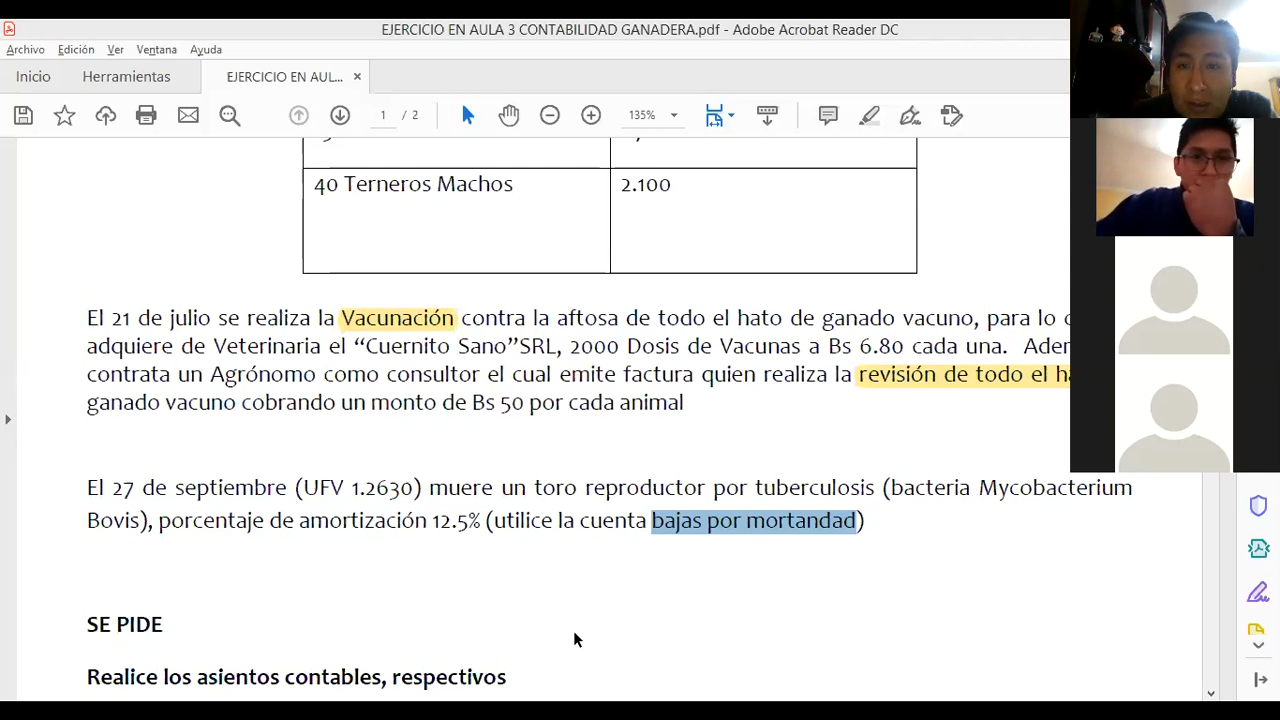 EJERCICIO EN AULA 3 CONTABILIDAD GANADERA.pdf - Adobe Acrobat Reader DC
Archivo Edición Ver Ventana Ayuda
Inicio Herramientas EJERCICIO EN AUL... ×
1 / 2 135%
40 Terneros Machos 2.100
El 21 de julio se realiza la Vacunación contra la aftosa de todo el hato de ganado vacuno, para lo
adquiere de Veterinaria el “Cuernito Sano”SRL, 2000 Dosis de Vacunas a Bs 6.80 cada una.
contrata un Agrónomo como consultor el cual emite factura quien realiza la revisión de todo el
ganado vacuno cobrando un monto de Bs 50 por cada animal
El 27 de septiembre (UFV 1.2630) muere un toro reproductor por tuberculosis (bacteria Mycobacterium
Bovis), porcentaje de amortización 12.5% (utilice la cuenta bajas por mortandad)
SE PIDE
Realice los asientos contables, respectivos